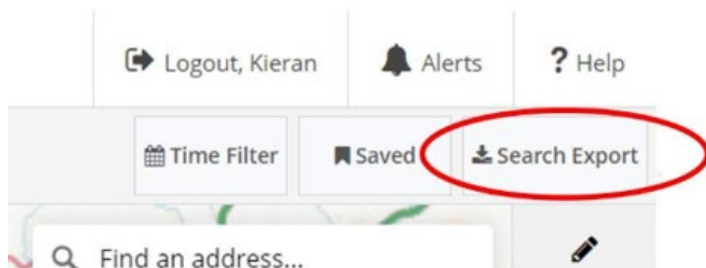 Logout, Kieran Alerts ? Help
Time Filter Saved Search Export
Find an address...